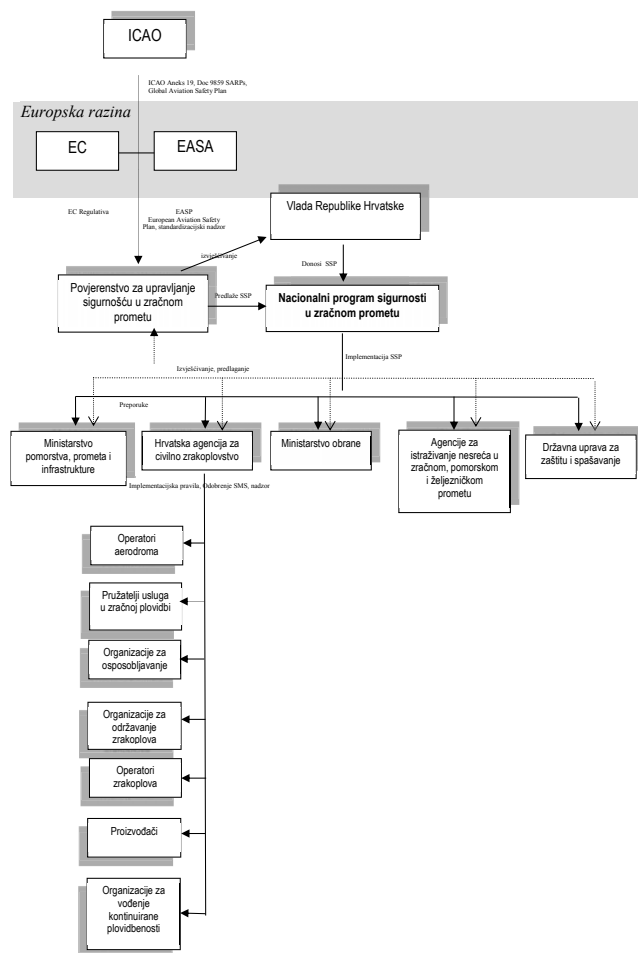 ICAO
ICAO Aneks 19, Doc 9859 SARPs,
Global Aviation Safety Plan
Europska razina
EC
EASA
EC Regulativa
EASP
European Aviation Safety
Plan, standardizacijski nadzor
Vlada Republike Hrvatske
izvješćivanje
Donosi SSP
Povjerenstvo za upravljanje
sigurnošću u zračnom
prometu
Predlaže SSP
Nacionalni program sigurnosti
u zračnom prometu
Implementacija SSP
Izvješćivanje, predlaganje
Preporuke
Ministarstvo
pomorstva, prometa i
infrastrukture
Hrvatska agencija za
civilno zrakoplovstvo
Ministarstvo obrane
Agencije za
istraživanje nesreća u
zračnom, pomorskom
i željezničkom
prometu
Državna uprava za
zaštitu i spašavanje
Implementacijska pravila, Odobrenje SMS, nadzor
Operatori
aerodroma
Pružatelji usluga
u zračnoj plovidbi
Organizacije za
osposobljavanje
Organizacije za
održavanje
zrakoplova
Operatori
zrakoplova
Proizvođači
Organizacije za
vođenje
kontinuirane
plovidbenosti